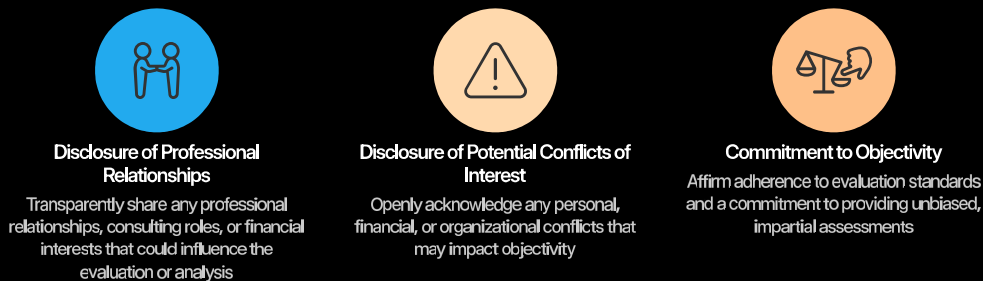 Disclosure of Professional
Relationships
Transparently share any professional
relationships, consulting roles, or financial
interests that could influence the
evaluation or analysis
Disclosure of Potential Conflicts of
Interest
Openly acknowledge any personal,
financial, or organizational conflicts that
may impact objectivity
Commitment to Objectivity
Affirm adherence to evaluation standards
and a commitment to providing unbiased,
impartial assessments